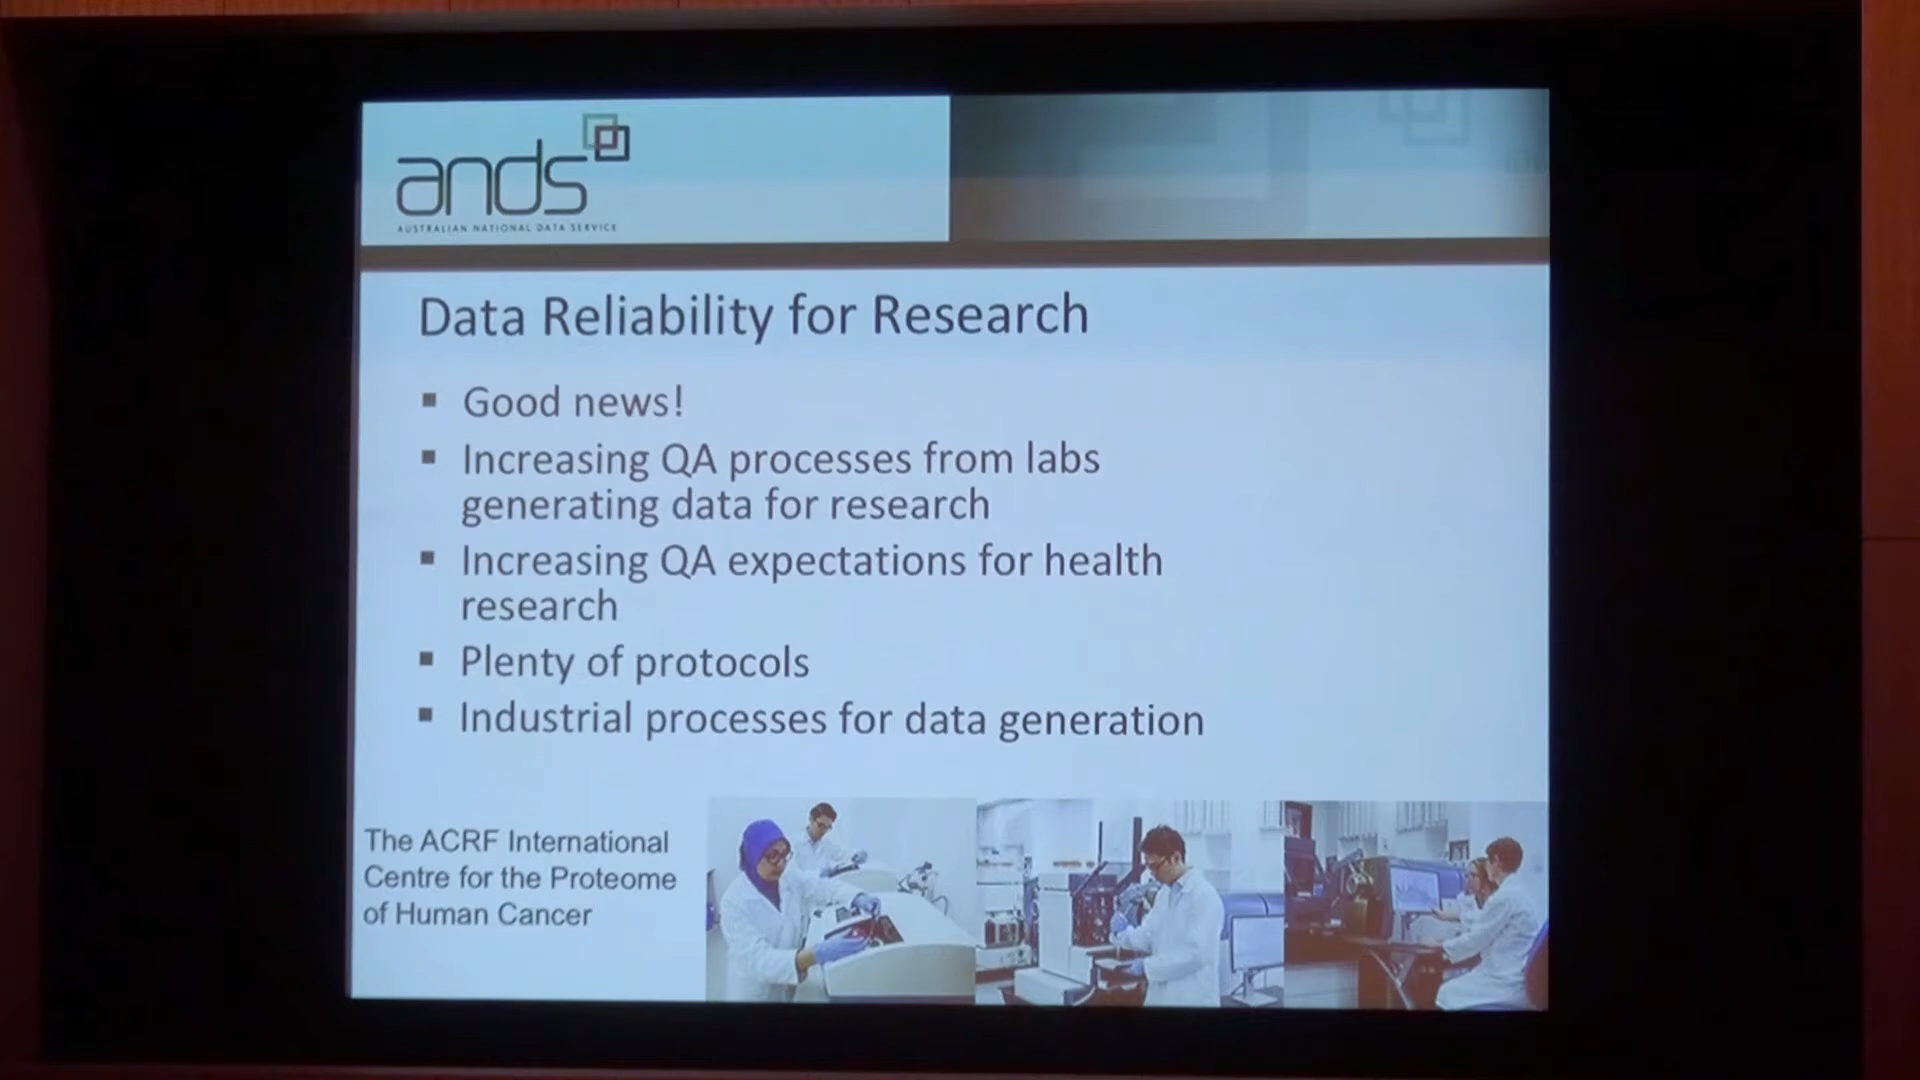 ands
AUSTRALIAN NATIONAL DATA SERVICE
Data Reliability for Research
▪ Good news!
▪ Increasing QA processes from labs
generating data for research
▪ Increasing QA expectations for health
research
▪ Plenty of protocols
▪ Industrial processes for data generation
The ACRF International
Centre for the Proteome
of Human Cancer